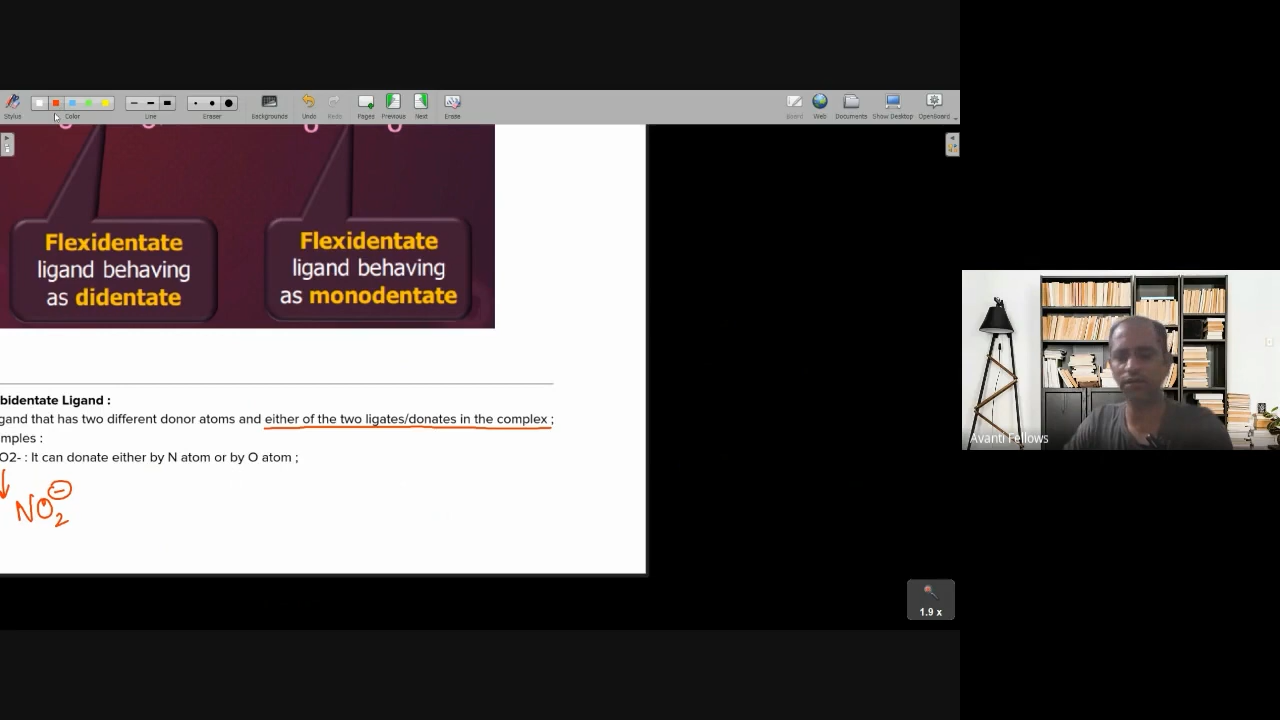 Stylus
Color
Line
Eraser
Backgrounds
Undo
Redo
Pages
Previous
Next
Erase
Board
Web
Documents
Show Desktop
OpenBoard
Flexidentate
ligand behaving
as didentate
Flexidentate
ligand behaving
as monodentate
bidentate Ligand :
gand that has two different donor atoms and either of the two ligates/donates in the complex ;
mples :
O2- : It can donate either by N atom or by O atom ;
NO2-
1.9 x
Avanti Fellows